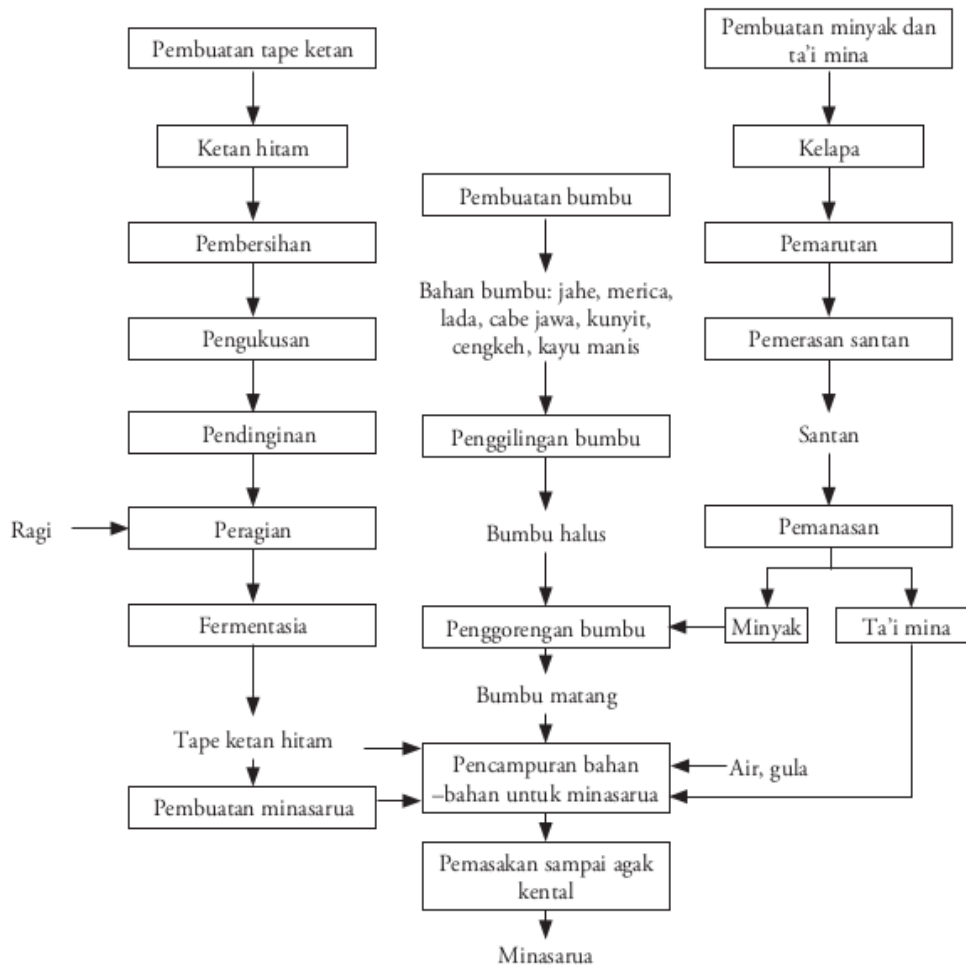 Pembuatan tape ketan
Ketan hitam
Pembersihan
Pengukusan
Pendinginan
Ragi
Peragian
Fermentasia
Tape ketan hitam
Pembuatan minasarua
Pembuatan bumbu
Bahan bumbu: jahe, merica,
lada, cabe jawa, kunyit,
cengkeh, kayu manis
Penggilingan bumbu
Bumbu halus
Penggorengan bumbu
Bumbu matang
Pencampuran bahan
–bahan untuk minasarua
Pemasakan sampai agak
kental
Minasarua
Pembuatan minyak dan
ta'i mina
Kelapa
Pemarutan
Pemerasan santan
Santan
Pemanasan
Minyak
Ta'i mina
Air, gula